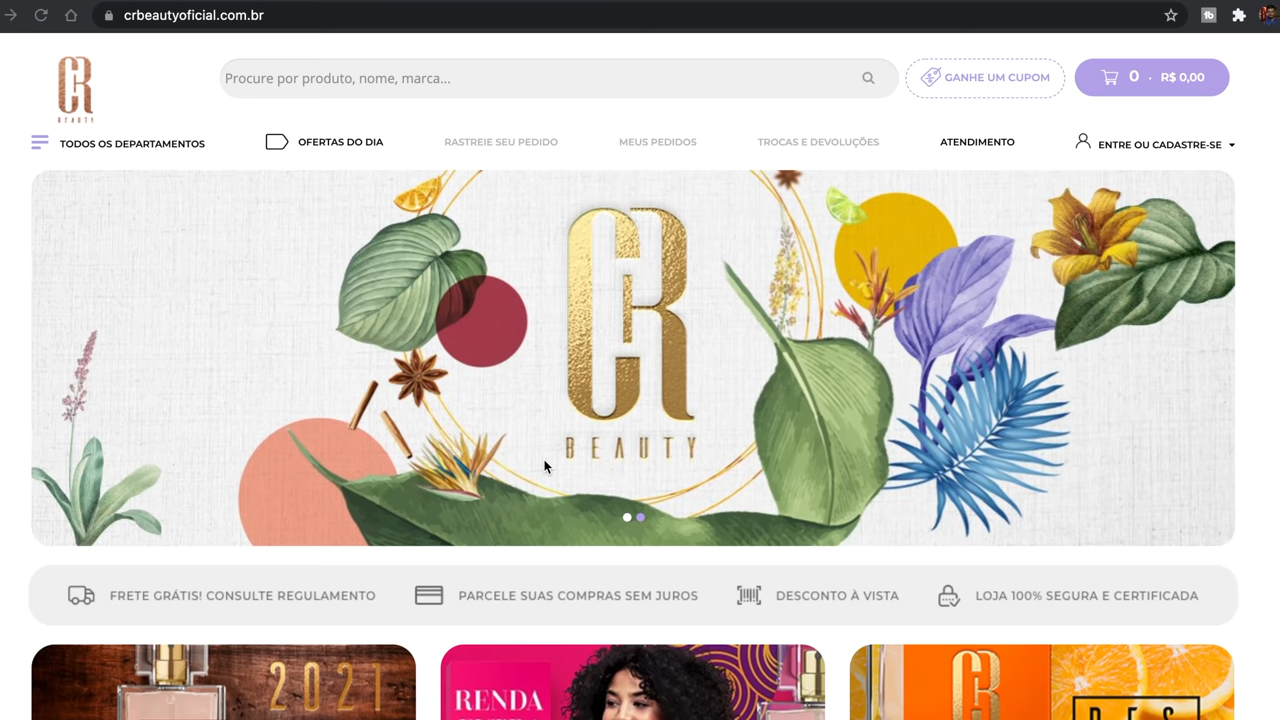 crbeautyoficial.com.br
CR
BEAUTY
Procure por produto, nome, marca...
GANHE UM CUPOM
0 · R$ 0,00
TODOS OS DEPARTAMENTOS
OFERTAS DO DIA
RASTREIE SEU PEDIDO
MEUS PEDIDOS
TROCAS E DEVOLUÇÕES
ATENDIMENTO
ENTRE OU CADASTRE-SE
CR
BEAUTY
FRETE GRÁTIS! CONSULTE REGULAMENTO
PARCELE SUAS COMPRAS SEM JUROS
DESCONTO À VISTA
LOJA 100% SEGURA E CERTIFICADA
2021
RENDA
CR